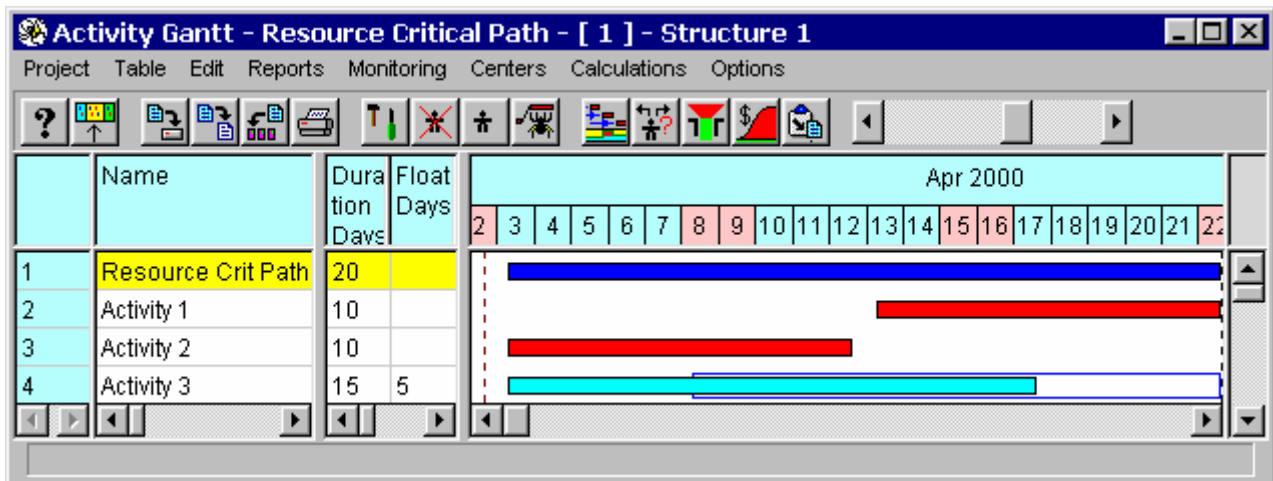 Activity Gantt - Resource Critical Path - [ 1 ] - Structure 1
Project Table Edit Reports Monitoring Centers Calculations Options
Name
Dura
tion
Days
Float
Days
Apr 2000
2 3 4 5 6 7 8 9 10 11 12 13 14 15 16 17 18 19 20 21 22
1 Resource Crit Path 20
2 Activity 1 10
3 Activity 2 10
4 Activity 3 15 5